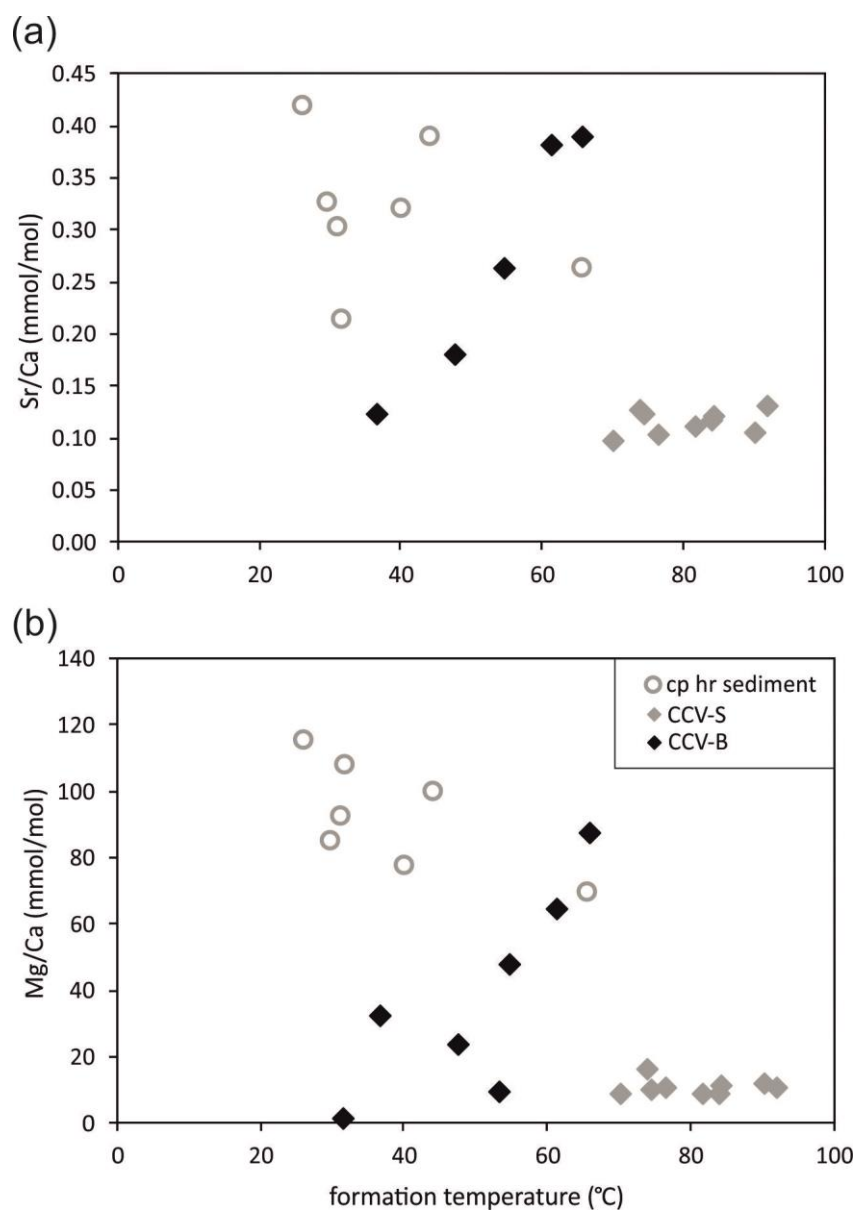 (a)
Sr/Ca (mmol/mol)
0.45
0.40
0.35
0.30
0.25
0.20
0.15
0.10
0.05
0.00
0 20 40 60 80 100
(b)
Mg/Ca (mmol/mol)
140
120
100
80
60
40
20
0
cp hr sediment
CCV-S
CCV-B
0 20 40 60 80 100
formation temperature (°C)